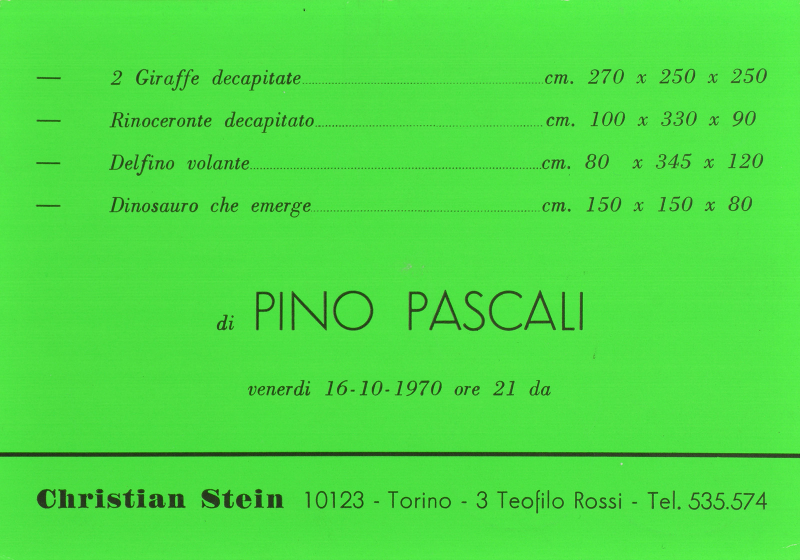 — 2 Giraffe decapitate........cm. 270 x 250 x 250
— Rinoceronte decapitato........cm. 100 x 330 x 90
— Delfino volante........cm. 80 x 345 x 120
— Dinosauro che emerge........cm. 150 x 150 x 80
di PINO PASCALI
venerdi 16-10-1970 ore 21 da
Christian Stein 10123 - Torino - 3 Teofilo Rossi - Tel. 535.574